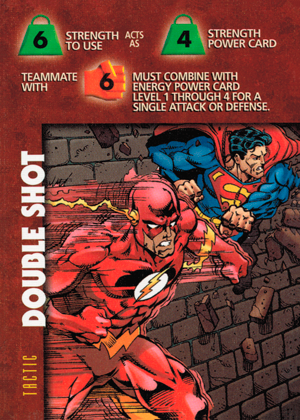 6 STRENGTH TO USE ACTS AS 4 STRENGTH POWER CARD
TEAMMATE WITH 6 MUST COMBINE WITH
ENERGY POWER CARD
LEVEL 1 THROUGH 4 FOR A
SINGLE ATTACK OR DEFENSE.
TACTIC
DOUBLE SHOT